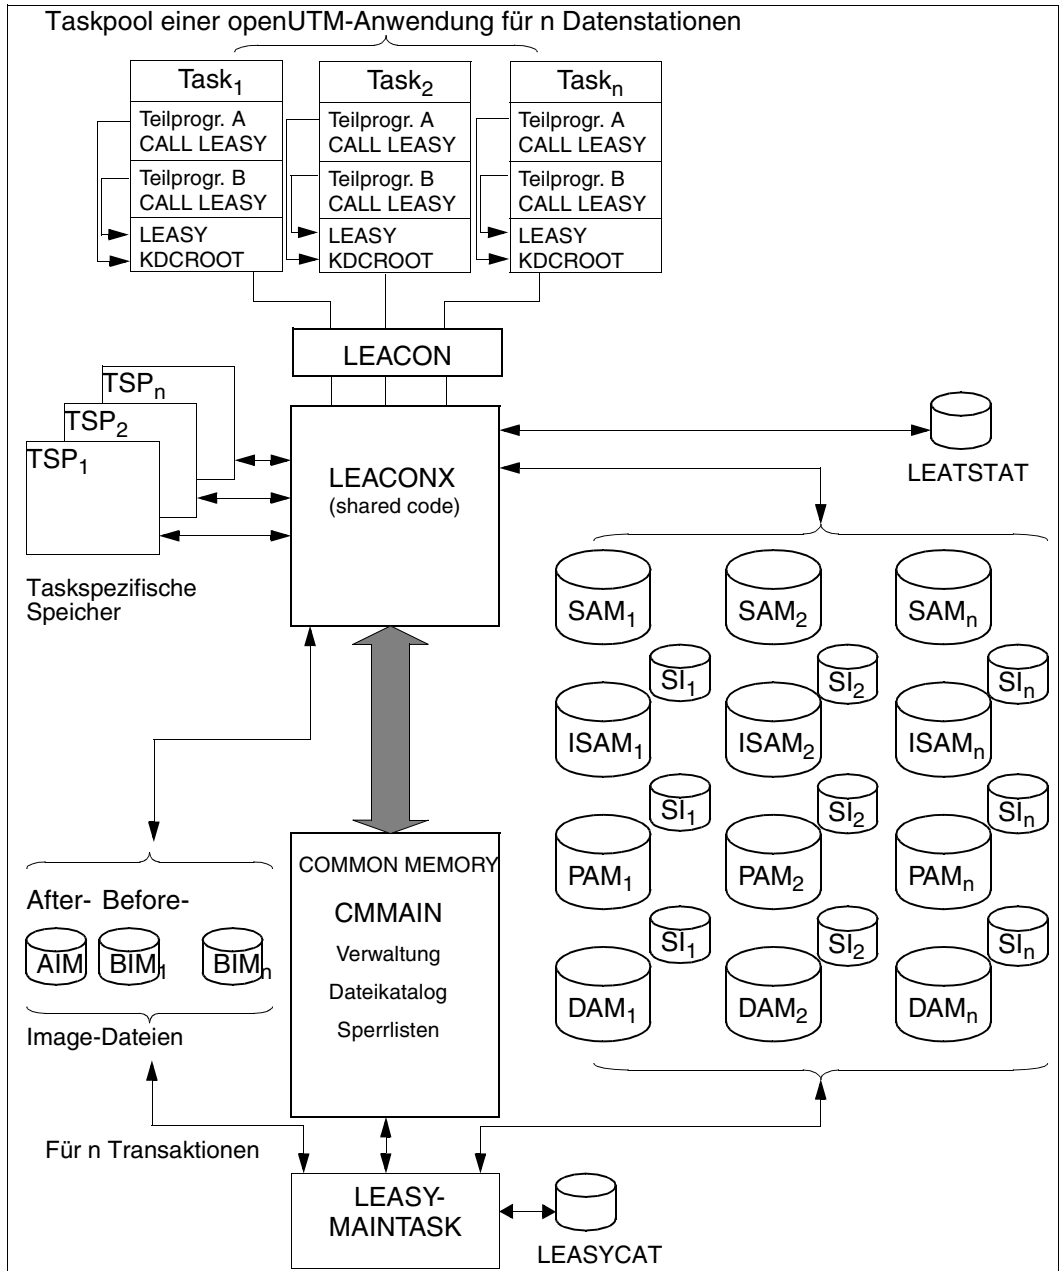 Taskpool einer openUTM-Anwendung für n Datenstationen
Task1
Teilprogr. A
CALL LEASY
Teilprogr. B
CALL LEASY
LEASY
KDCROOT
Task2
Teilprogr. A
CALL LEASY
Teilprogr. B
CALL LEASY
LEASY
KDCROOT
Taskn
Teilprogr. A
CALL LEASY
Teilprogr. B
CALL LEASY
LEASY
KDCROOT
LEACON
TSPn
TSP2
TSP1
Taskspezifische
Speicher
LEACONX
(shared code)
LEATSTAT
SAM1 SAM2 SAMn
SI1 SI2 SIn
ISAM1 ISAM2 ISAMn
SI1 SI2 SIn
PAM1 PAM2 PAMn
SI1 SI2 SIn
DAM1 DAM2 DAMn
After- Before-
AIM BIM1 BIMn
Image-Dateien
Für n Transaktionen
COMMON MEMORY
CMMAIN
Verwaltung
Dateikatalog
Sperrlisten
LEASY-
MAINTASK
LEASYCAT